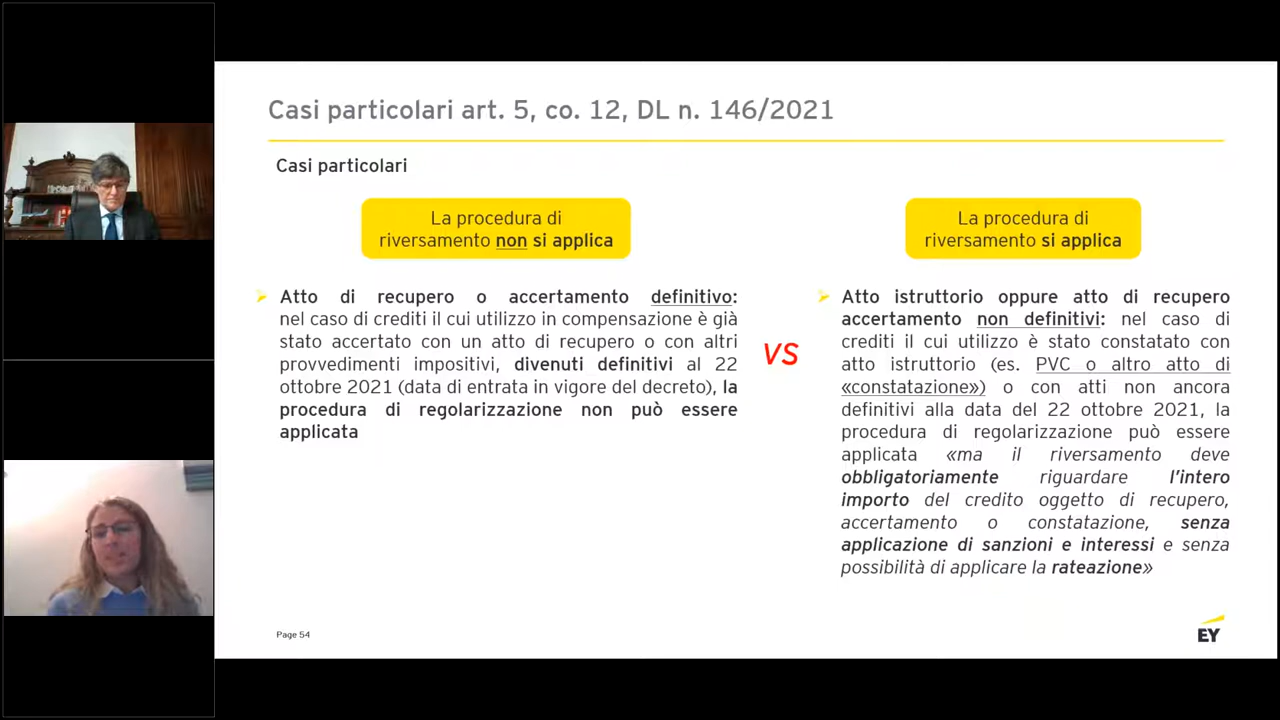 Casi particolari art. 5, co. 12, DL n. 146/2021
Casi particolari
La procedura di
riversamento non si applica
Atto di recupero o accertamento definitivo:
nel caso di crediti il cui utilizzo in compensazione è già
stato accertato con un atto di recupero o con altri
provvedimenti impositivi, divenuti definitivi al 22
ottobre 2021 (data di entrata in vigore del decreto), la
procedura di regolarizzazione non può essere
applicata
VS
La procedura di
riversamento si applica
Atto istruttorio oppure atto di recupero
accertamento non definitivi: nel caso di
crediti il cui utilizzo è stato constatato con
atto istruttorio (es. PVC o altro atto di
«constatazione») o con atti non ancora
definitivi alla data del 22 ottobre 2021, la
procedura di regolarizzazione può essere
applicata «ma il riversamento deve
obbligatoriamente riguardare l'intero
importo del credito oggetto di recupero,
accertamento o constatazione, senza
applicazione di sanzioni e interessi e senza
possibilità di applicare la rateazione»
Page 54
EY